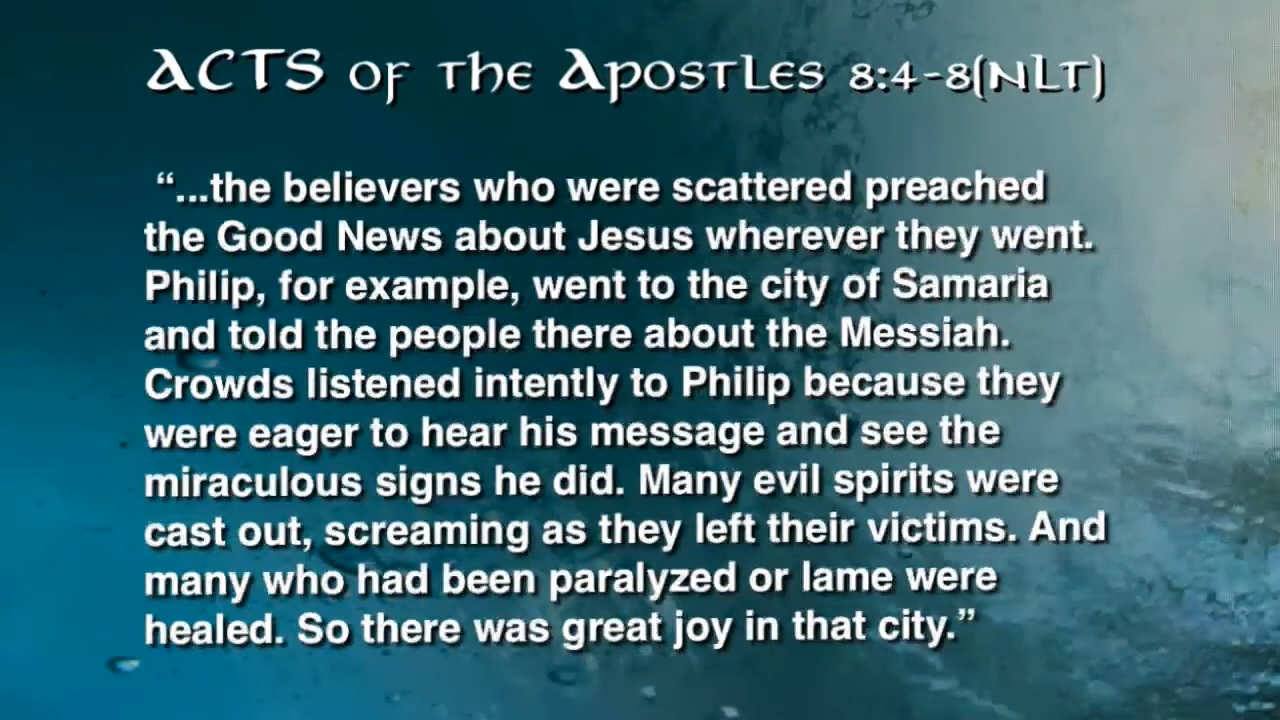 Acts of the Apostles 8:4-8(NLT)
“...the believers who were scattered preached
the Good News about Jesus wherever they went.
Philip, for example, went to the city of Samaria
and told the people there about the Messiah.
Crowds listened intently to Philip because they
were eager to hear his message and see the
miraculous signs he did. Many evil spirits were
cast out, screaming as they left their victims. And
many who had been paralyzed or lame were
healed. So there was great joy in that city.”